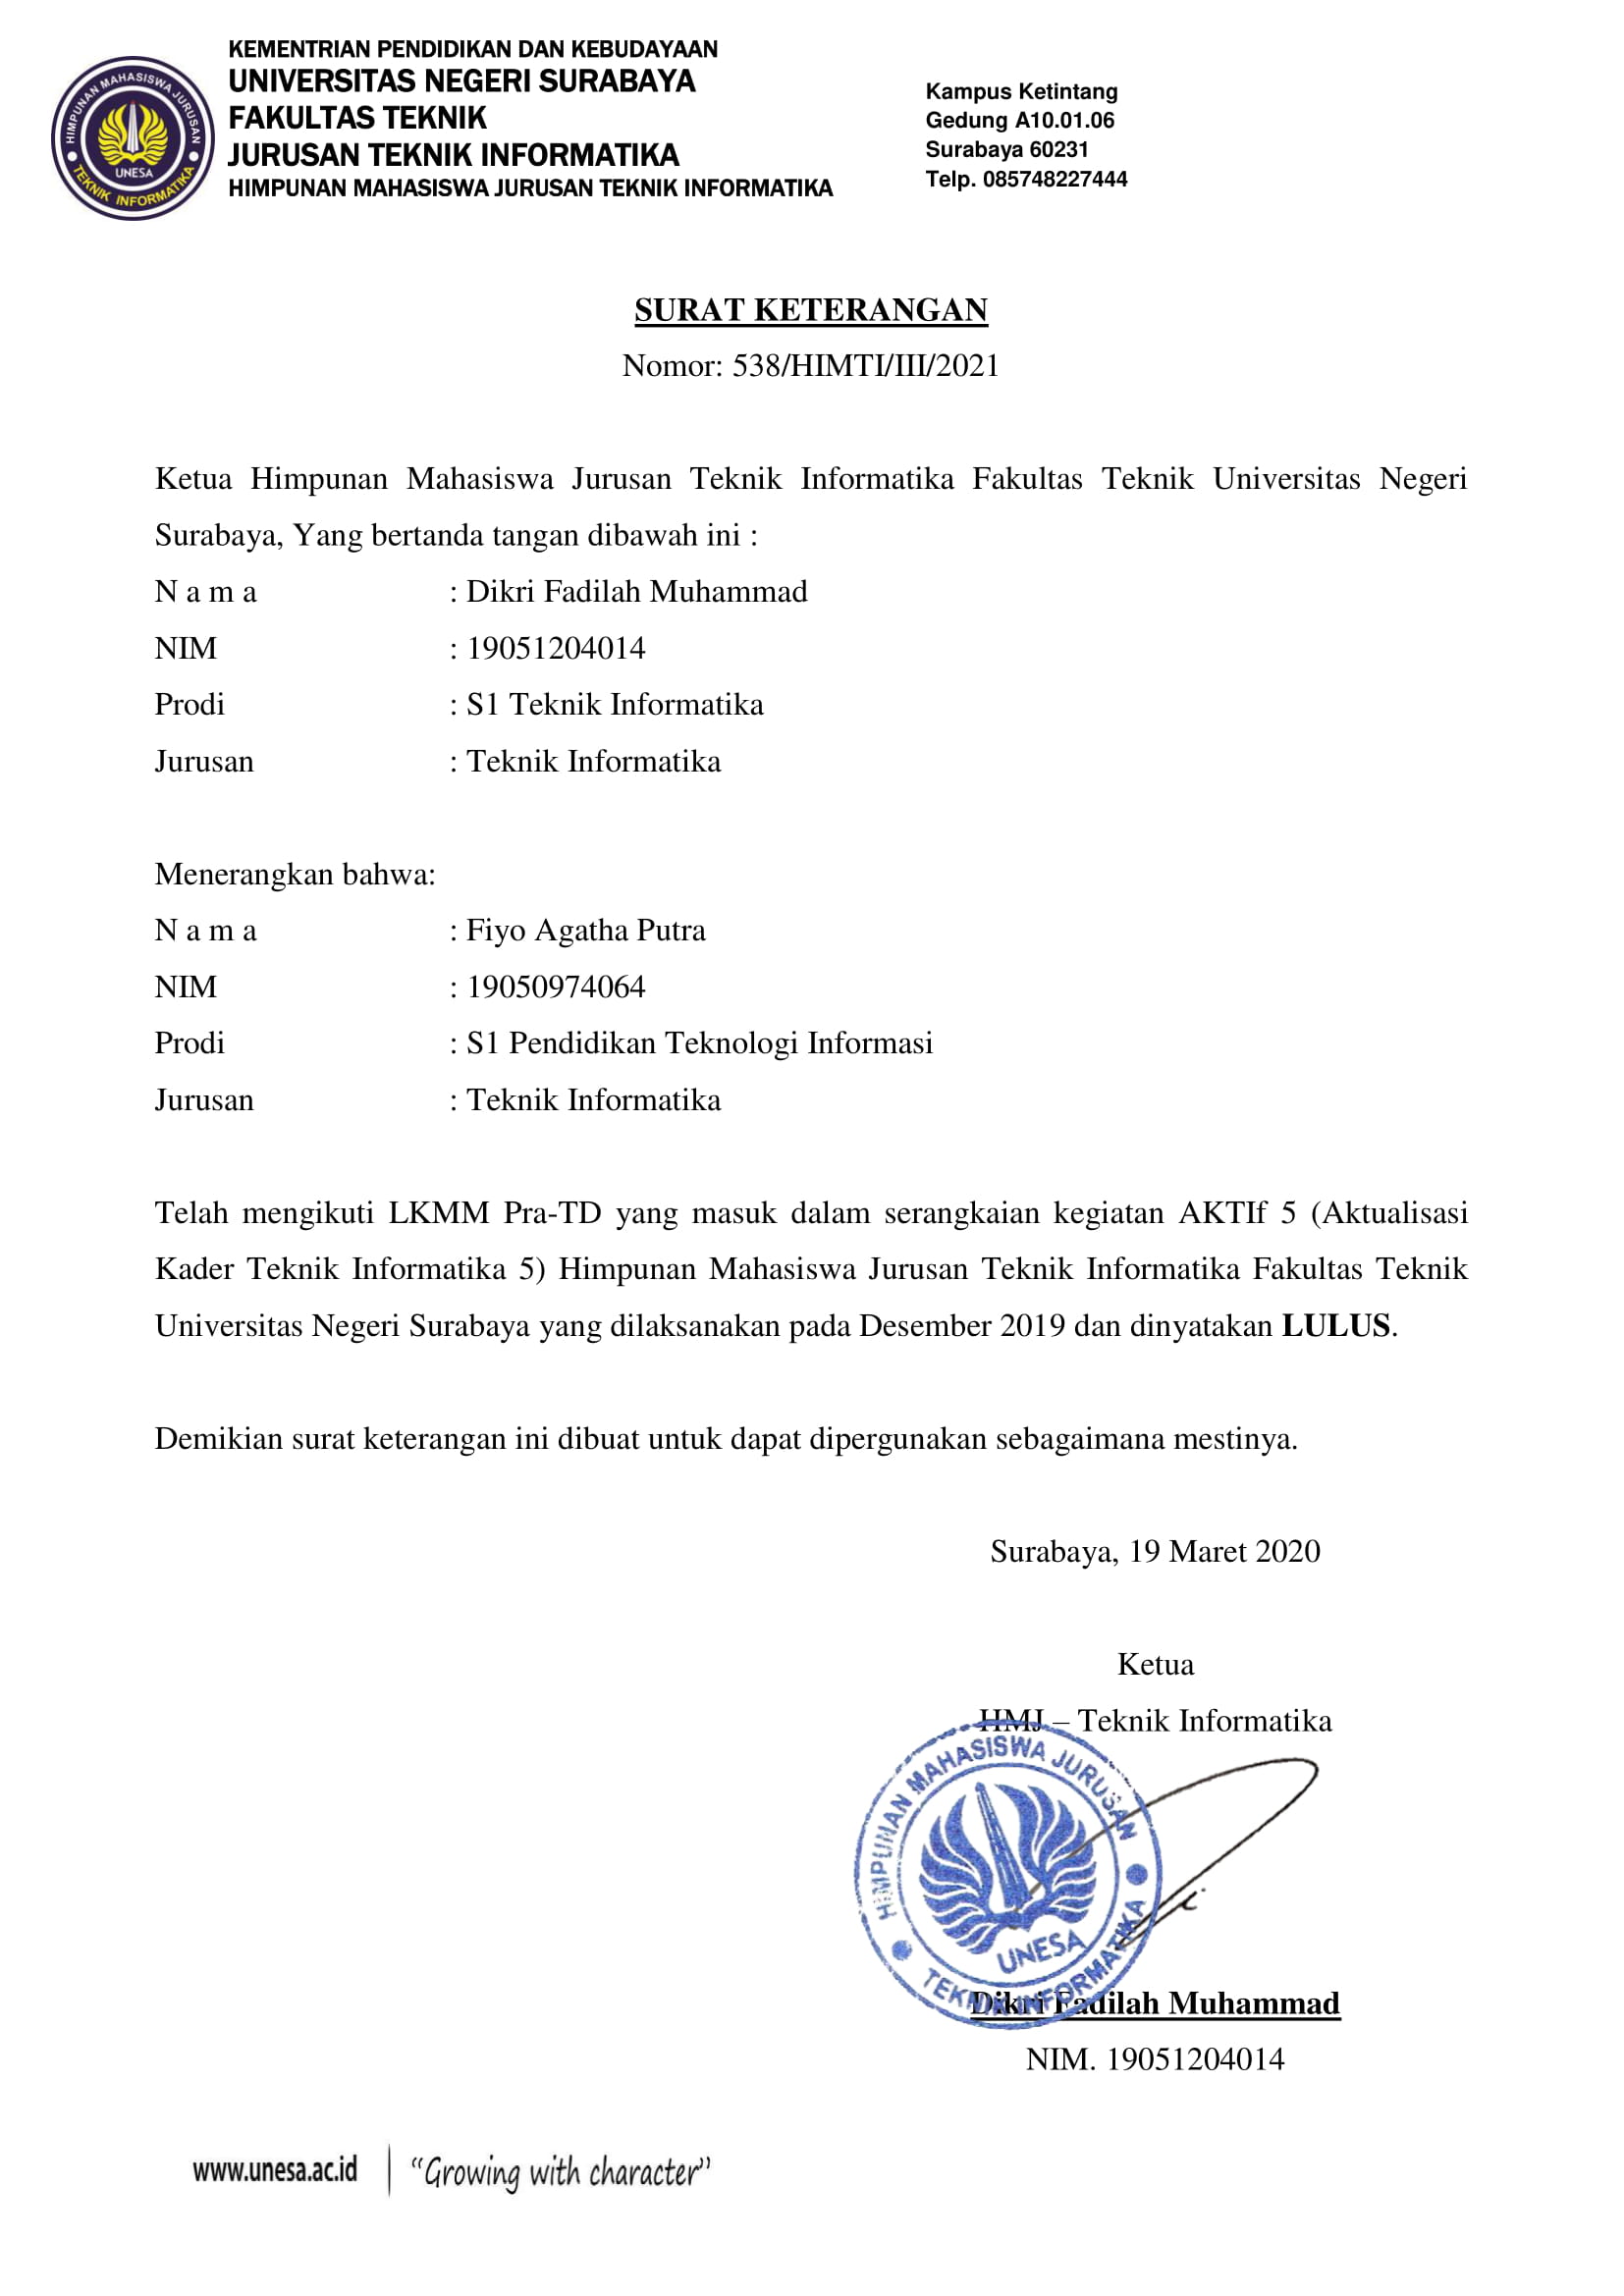 HIMPUNAN MAHASISWA JURUSAN
TEKNIK INFORMATIKA
UNESA
KEMENTRIAN PENDIDIKAN DAN KEBUDAYAAN
UNIVERSITAS NEGERI SURABAYA
FAKULTAS TEKNIK
JURUSAN TEKNIK INFORMATIKA
HIMPUNAN MAHASISWA JURUSAN TEKNIK INFORMATIKA
Kampus Ketintang
Gedung A10.01.06
Surabaya 60231
Telp. 085748227444
SURAT KETERANGAN
Nomor: 538/HIMTI/III/2021
Ketua Himpunan Mahasiswa Jurusan Teknik Informatika Fakultas Teknik Universitas Negeri
Surabaya, Yang bertanda tangan dibawah ini :
N a m a : Dikri Fadilah Muhammad
NIM : 19051204014
Prodi : S1 Teknik Informatika
Jurusan : Teknik Informatika
Menerangkan bahwa:
N a m a : Fiyo Agatha Putra
NIM : 19050974064
Prodi : S1 Pendidikan Teknologi Informasi
Jurusan : Teknik Informatika
Telah mengikuti LKMM Pra-TD yang masuk dalam serangkaian kegiatan AKTIf 5 (Aktualisasi
Kader Teknik Informatika 5) Himpunan Mahasiswa Jurusan Teknik Informatika Fakultas Teknik
Universitas Negeri Surabaya yang dilaksanakan pada Desember 2019 dan dinyatakan LULUS.
Demikian surat keterangan ini dibuat untuk dapat dipergunakan sebagaimana mestinya.
Surabaya, 19 Maret 2020
Ketua
HMJ – Teknik Informatika
HIMPUNAN MAHASISWA JURUSAN
UNESA
TEKNIK INFORMATIKA
Dikri Fadilah Muhammad
NIM. 19051204014
www.unesa.ac.id | “Growing with character”